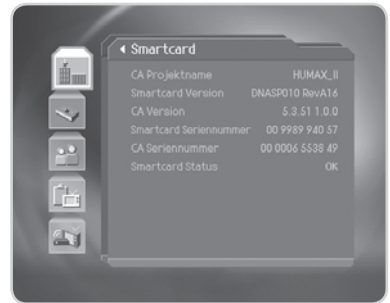 Smartcard
CA Projektname HUMAX_II
Smartcard Version DNASP010 RevA16
CA Version 5.3.51 1.0.0
Smartcard Seriennummer 00 9989 940 57
CA Seriennummer 00 0006 5538 49
Smartcard Status OK